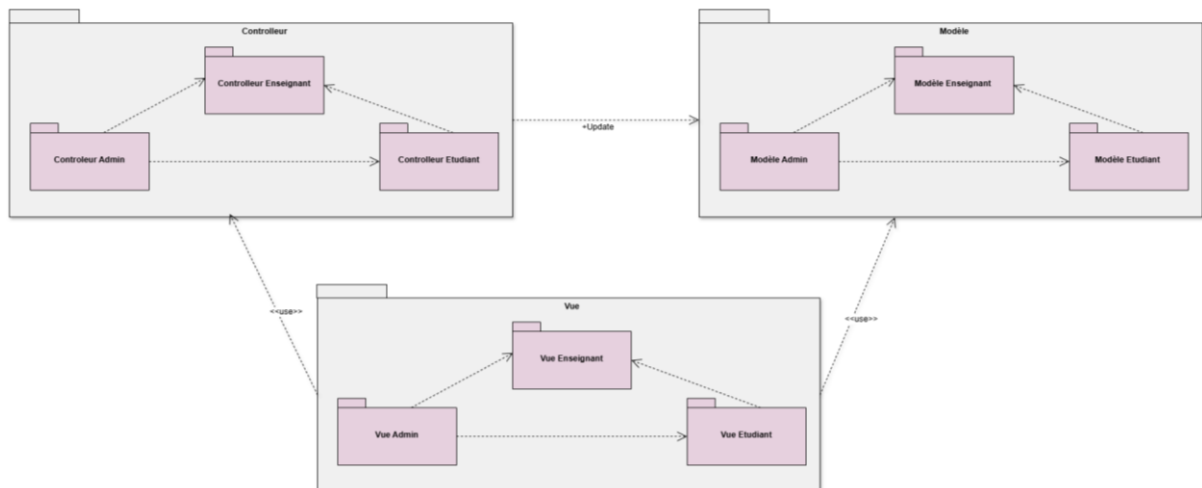 Controlleur
Controlleur Enseignant
Controleur Admin
Controlleur Etudiant
+Update
Modèle
Modèle Enseignant
Modèle Admin
Modèle Etudiant
<<use>>
<<use>>
Vue
Vue Enseignant
Vue Admin
Vue Etudiant